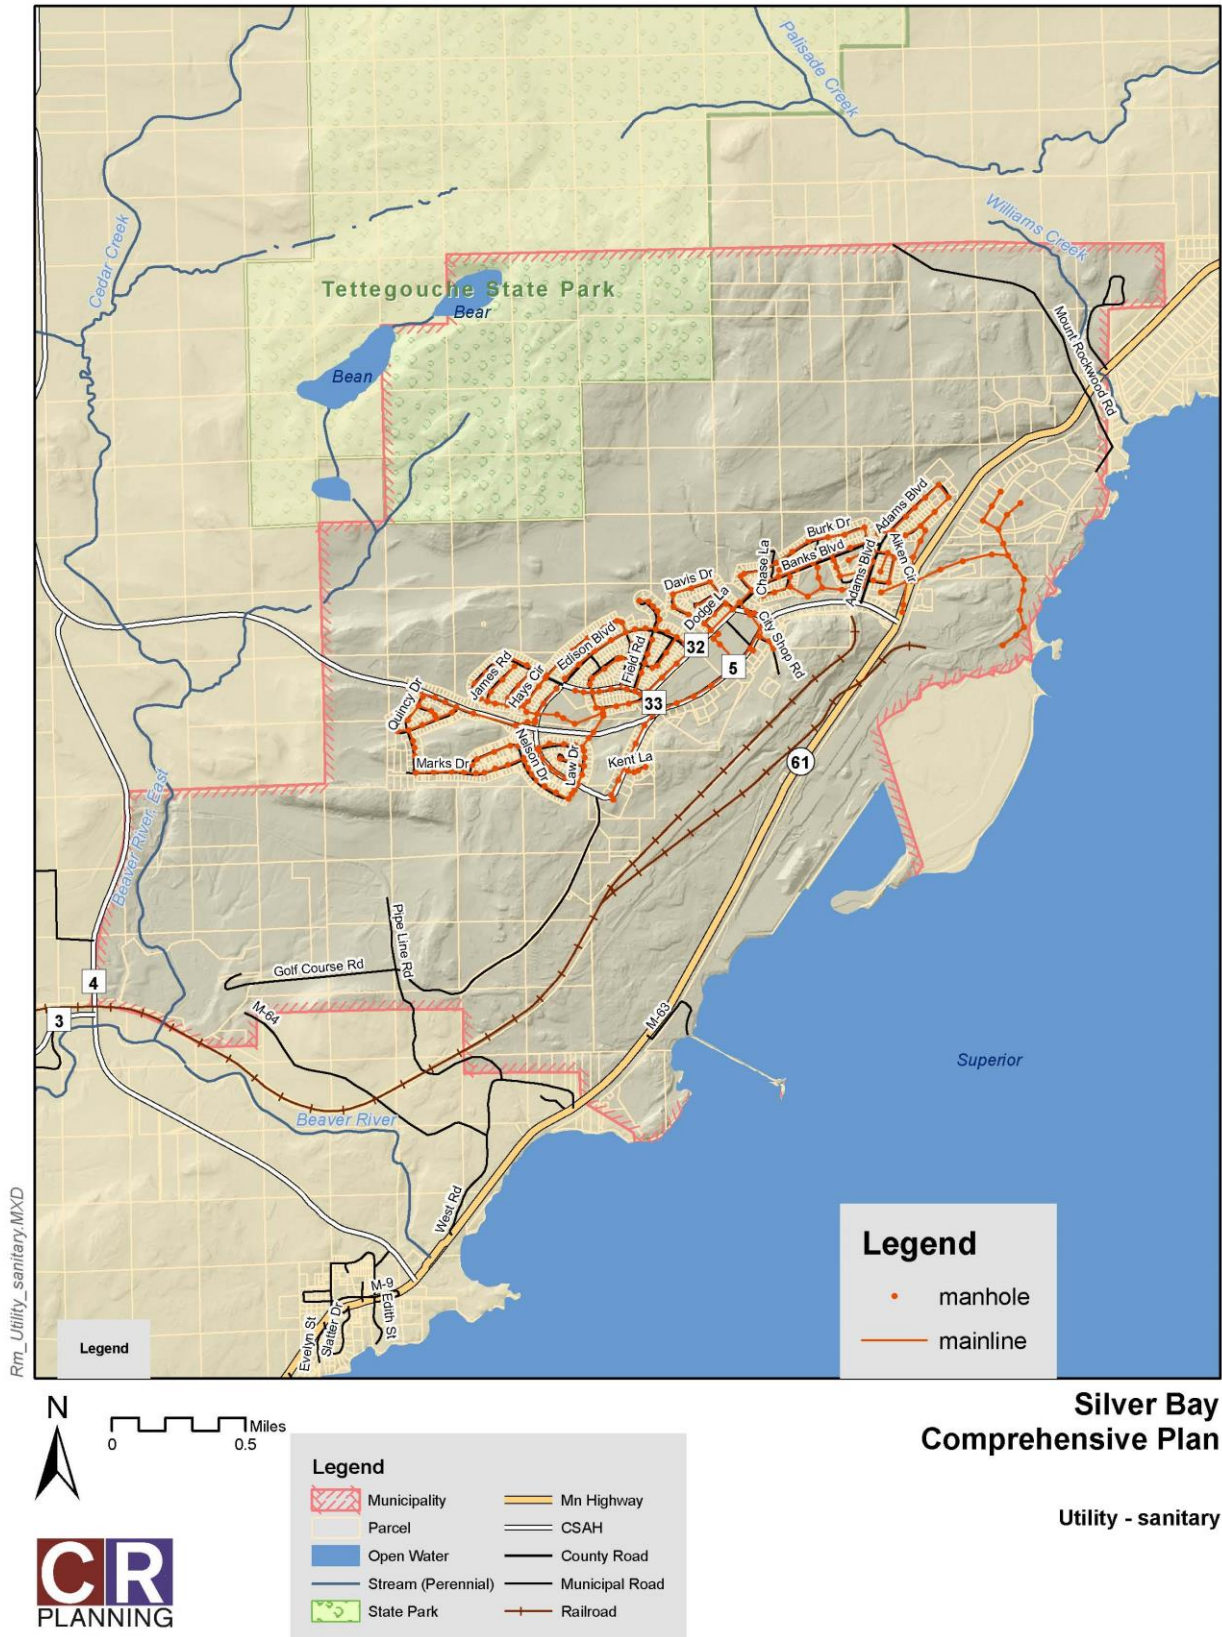 Palisade Creek
Williams Creek
Cedar Creek
Tettegouche State Park
Bear
Bean
Mount Rockwood Rd
Adams Blvd
Burk Dr
Banks Blvd
Aiken Cir
Adams Blvd
Chase La
Davis Dr
Dodge La
City Shop Rd
32
5
Edison Blvd
Field Rd
James Rd
Hays Cir
33
Quincy Dr
Marks Dr
Nelson Dr
Law Dr
Kent La
61
Beaver River, East
Pipe Line Rd
Golf Course Rd
4
3
M-64
M-63
Superior
Beaver River
West Rd
M-9
Edith St
Slatter Dr
Evelyn St
Rm_Utility_sanitary.MXD
Legend
Legend
manhole
mainline
N
Miles
0 0.5
Silver Bay
Comprehensive Plan
Utility - sanitary
Legend
Municipality
Parcel
Open Water
Stream (Perennial)
State Park
Mn Highway
CSAH
County Road
Municipal Road
Railroad
CR
PLANNING